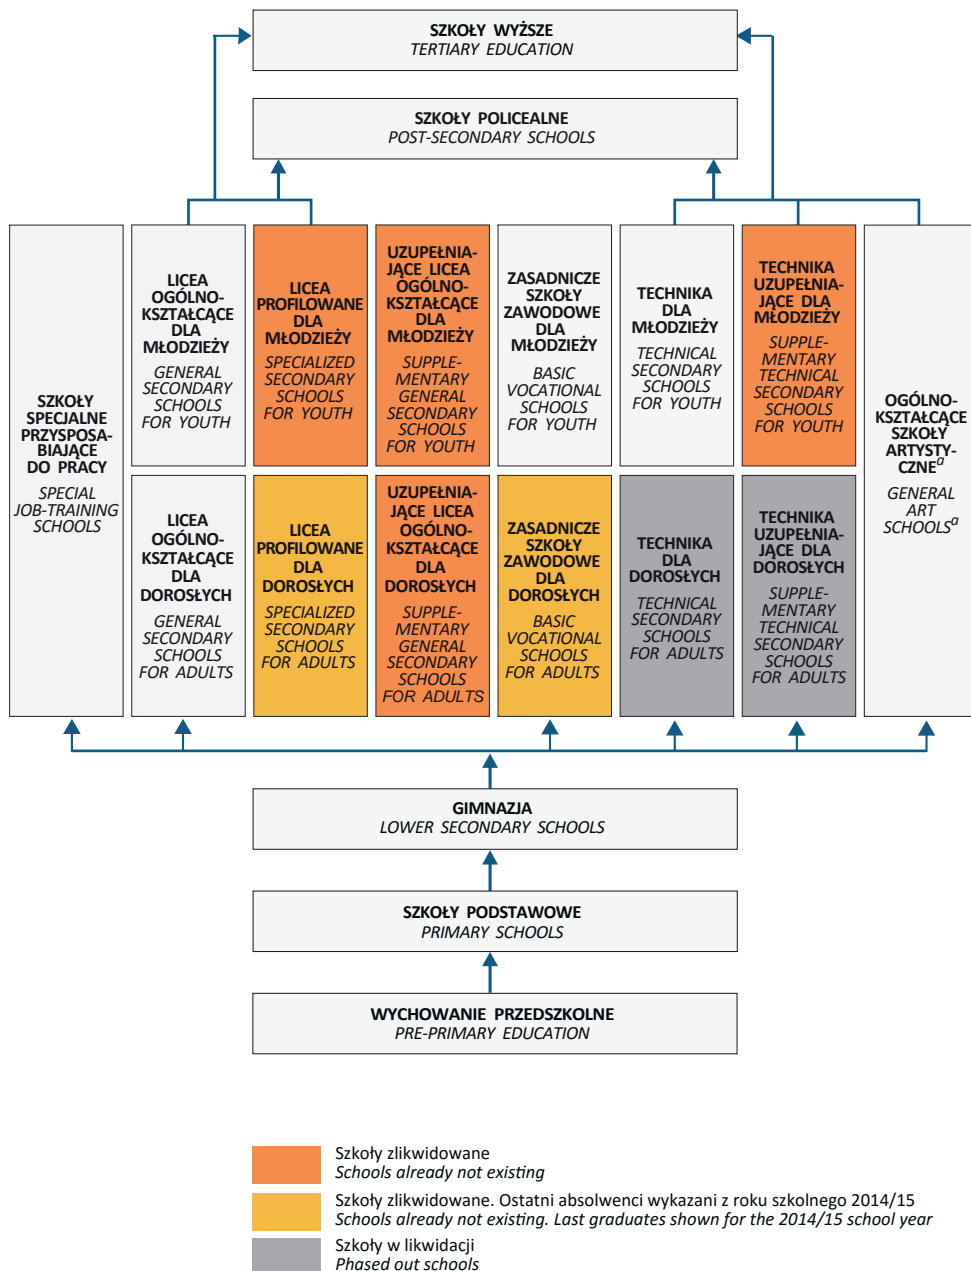 SZKOŁY WYŻSZE
TERTIARY EDUCATION
SZKOŁY POLICEALNE
POST-SECONDARY SCHOOLS
SZKOŁY
SPECJALNE
PRZYSPOSA-
BIAJĄCE
DO PRACY
SPECIAL
JOB-TRAINING
SCHOOLS
LICEA
OGÓLNO-
KSZTAŁCĄCE
DLA
MŁODZIEŻY
GENERAL
SECONDARY
SCHOOLS
FOR YOUTH
LICEA
PROFILOWANE
DLA
MŁODZIEŻY
SPECIALIZED
SECONDARY
SCHOOLS
FOR YOUTH
UZUPEŁNIA-
JĄCE LICEA
OGÓLNO-
KSZTAŁCĄCE
DLA
MŁODZIEŻY
SUPPLE-
MENTARY
GENERAL
SECONDARY
SCHOOLS
FOR YOUTH
ZASADNICZE
SZKOŁY
ZAWODOWE
DLA
MŁODZIEŻY
BASIC
VOCATIONAL
SCHOOLS
FOR YOUTH
TECHNIKA
DLA
MŁODZIEŻY
TECHNICAL
SECONDARY
SCHOOLS
FOR YOUTH
TECHNIKA
UZUPEŁNIA-
JĄCE DLA
MŁODZIEŻY
SUPPLE-
MENTARY
TECHNICAL
SECONDARY
SCHOOLS
FOR YOUTH
OGÓLNO-
KSZTAŁCĄCE
SZKOŁY
ARTYSTY-
CZNEa
GENERAL
ART
SCHOOLSa
LICEA
OGÓLNO-
KSZTAŁCĄCE
DLA
DOROSŁYCH
GENERAL
SECONDARY
SCHOOLS
FOR ADULTS
LICEA
PROFILOWANE
DLA
DOROSŁYCH
SPECIALIZED
SECONDARY
SCHOOLS
FOR ADULTS
UZUPEŁNIA-
JĄCE LICEA
OGÓLNO-
KSZTAŁCĄCE
DLA
DOROSŁYCH
SUPPLE-
MENTARY
GENERAL
SECONDARY
SCHOOLS
FOR ADULTS
ZASADNICZE
SZKOŁY
ZAWODOWE
DLA
DOROSŁYCH
BASIC
VOCATIONAL
SCHOOLS
FOR ADULTS
TECHNIKA
DLA
DOROSŁYCH
TECHNICAL
SECONDARY
SCHOOLS
FOR ADULTS
TECHNIKA
UZUPEŁNIA-
JĄCE DLA
DOROSŁYCH
SUPPLE-
MENTARY
TECHNICAL
SECONDARY
SCHOOLS
FOR ADULTS
GIMNAZJA
LOWER SECONDARY SCHOOLS
SZKOŁY PODSTAWOWE
PRIMARY SCHOOLS
WYCHOWANIE PRZEDSZKOLNE
PRE-PRIMARY EDUCATION
Szkoły zlikwidowane
Schools already not existing
Szkoły zlikwidowane. Ostatni absolwenci wykazani z roku szkolnego 2014/15
Schools already not existing. Last graduates shown for the 2014/15 school year
Szkoły w likwidacji
Phased out schools